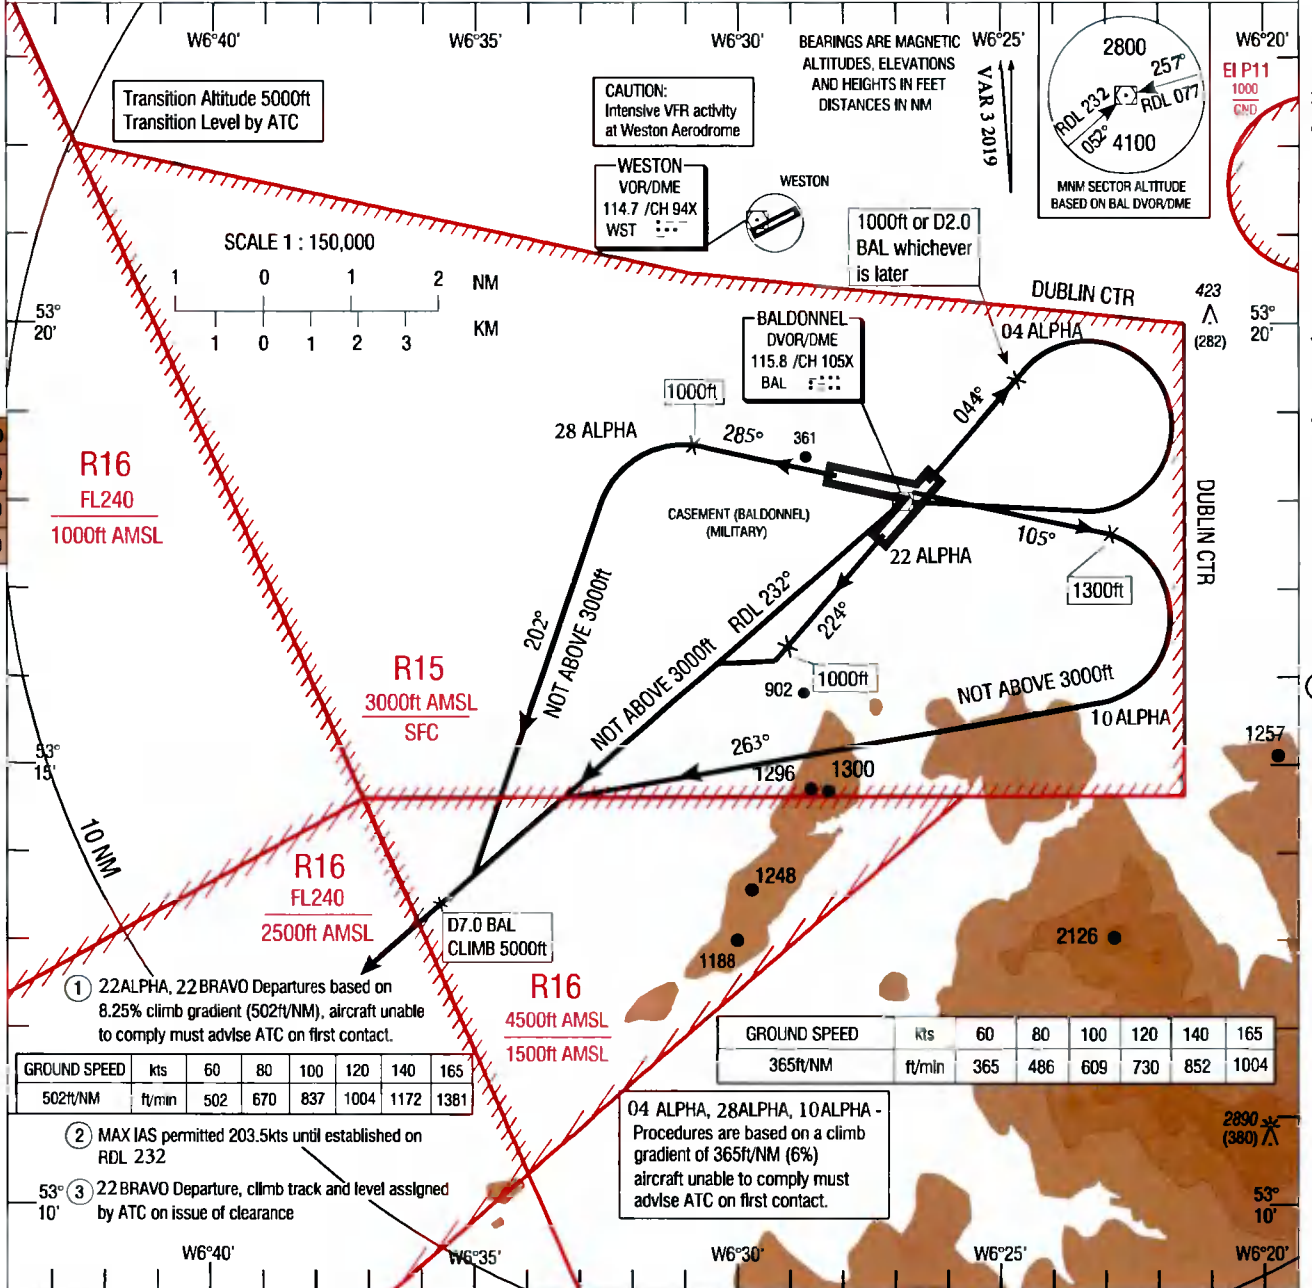 W6°40'
W6°35'
W6°30'
W6°25'
W6°20'
BEARINGS ARE MAGNETIC
ALTITUDES, ELEVATIONS
AND HEIGHTS IN FEET
DISTANCES IN NM
VAR 3 2019
2800
257°
RDL 077
RDL 232
052°
4100
MNM SECTOR ALTITUDE
BASED ON BAL DVOR/DME
EI P11
1000
GND
Transition Altitude 5000ft
Transition Level by ATC
CAUTION:
Intensive VFR activity
at Weston Aerodrome
WESTON
VOR/DME
114.7 /CH 94X
WST
WESTON
1000ft or D2.0
BAL whichever
is later
SCALE 1 : 150,000
1 0 1 2 NM
1 0 1 2 3 KM
53°
20'
DUBLIN CTR
423
(282)
53°
20'
04 ALPHA
BALDONNEL
DVOR/DME
115.8 /CH 105X
BAL
1000ft
044°
28 ALPHA
285°
361
R16
FL240
1000ft AMSL
CASEMENT (BALDONNEL)
(MILITARY)
105°
22 ALPHA
DUBLIN CTR
1300ft
202°
NOT ABOVE 3000ft
RDL 232°
224°
NOT ABOVE 3000ft
1000ft
902
R15
3000ft AMSL
SFC
NOT ABOVE 3000ft
10 ALPHA
263°
1296
1300
1257
53°
15'
10 NM
R16
FL240
2500ft AMSL
1248
D7.0 BAL
CLIMB 5000ft
1188
2126
R16
4500ft AMSL
1500ft AMSL
1 22ALPHA, 22 BRAVO Departures based on
8.25% climb gradient (502ft/NM), aircraft unable
to comply must advise ATC on first contact.
GROUND SPEED kts 60 80 100 120 140 165
502ft/NM ft/min 502 670 837 1004 1172 1381
GROUND SPEED kts 60 80 100 120 140 165
365ft/NM ft/min 365 486 609 730 852 1004
2 MAX IAS permitted 203.5kts until established on
RDL 232
3 22 BRAVO Departure, climb track and level assigned
by ATC on issue of clearance
04 ALPHA, 28ALPHA, 10ALPHA -
Procedures are based on a climb
gradient of 365ft/NM (6%)
aircraft unable to comply must
advise ATC on first contact.
2890
(380)
53°
10'
53°
10'
W6°40'
W6°35'
W6°30'
W6°25'
W6°20'